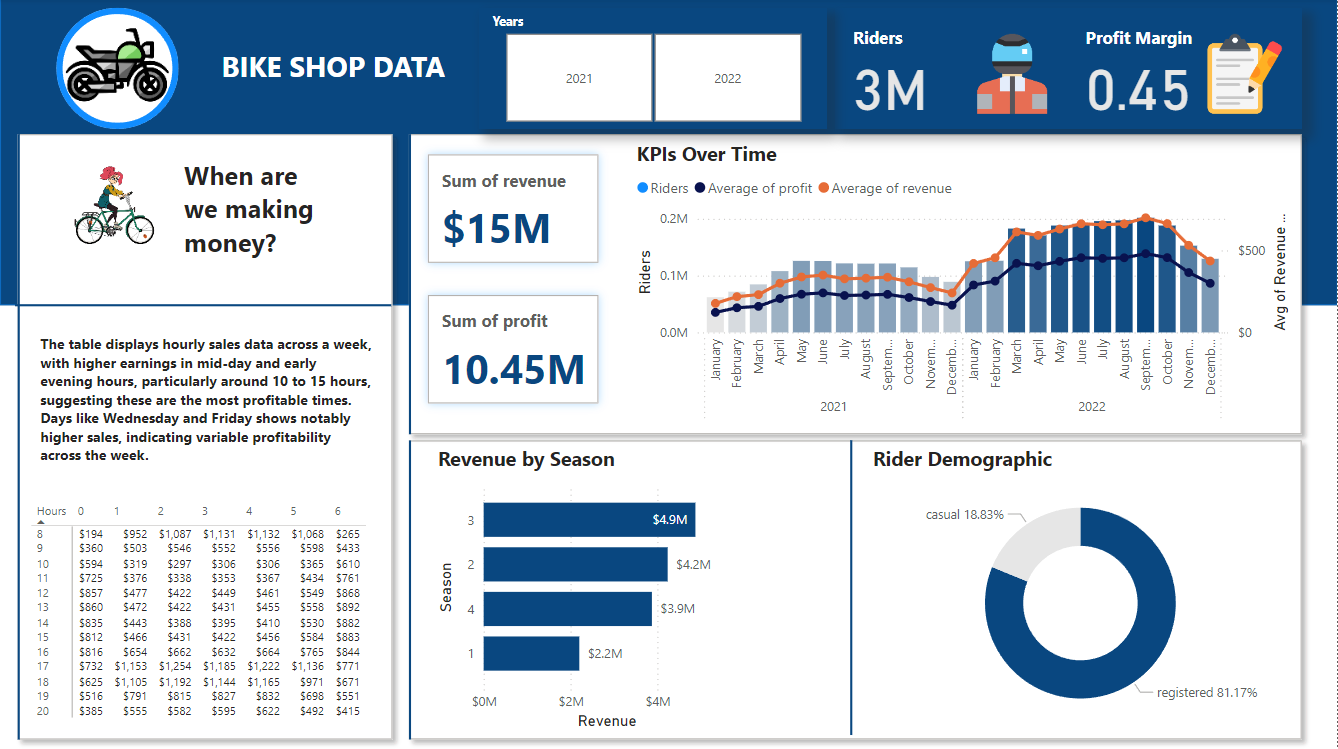 BIKE SHOP DATA
Years
2021
2022
Riders
3M
Profit Margin
0.45
When are
we making
money?
The table displays hourly sales data across a week,
with higher earnings in mid-day and early
evening hours, particularly around 10 to 15 hours,
suggesting these are the most profitable times.
Days like Wednesday and Friday shows notably
higher sales, indicating variable profitability
across the week.
Hours 0 1 2 3 4 5 6
8 $194 $952 $1,087 $1,131 $1,132 $1,068 $265
9 $360 $503 $546 $552 $556 $598 $433
10 $594 $319 $297 $306 $306 $365 $610
11 $725 $376 $338 $353 $367 $434 $761
12 $857 $477 $422 $449 $461 $549 $868
13 $860 $472 $422 $431 $455 $558 $892
14 $835 $443 $388 $395 $410 $530 $882
15 $812 $466 $431 $422 $456 $584 $883
16 $816 $654 $662 $632 $664 $765 $844
17 $732 $1,153 $1,254 $1,185 $1,222 $1,136 $771
18 $625 $1,105 $1,192 $1,144 $1,165 $971 $671
19 $516 $791 $815 $827 $832 $698 $551
20 $385 $555 $582 $595 $622 $492 $415
Sum of revenue
$15M
Sum of profit
10.45M
KPIs Over Time
Riders Average of profit Average of revenue
Riders
0.2M
0.1M
0.0M
$500
$0
Avg of Revenue ...
January February March April May June July August Septem... October Novem... Decemb... January February March April May June July August Septem... October Novem... Decemb...
2021 2022
Revenue by Season
Season
3 $4.9M
2 $4.2M
4 $3.9M
1 $2.2M
$0M $2M $4M
Revenue
Rider Demographic
casual 18.83%
registered 81.17%